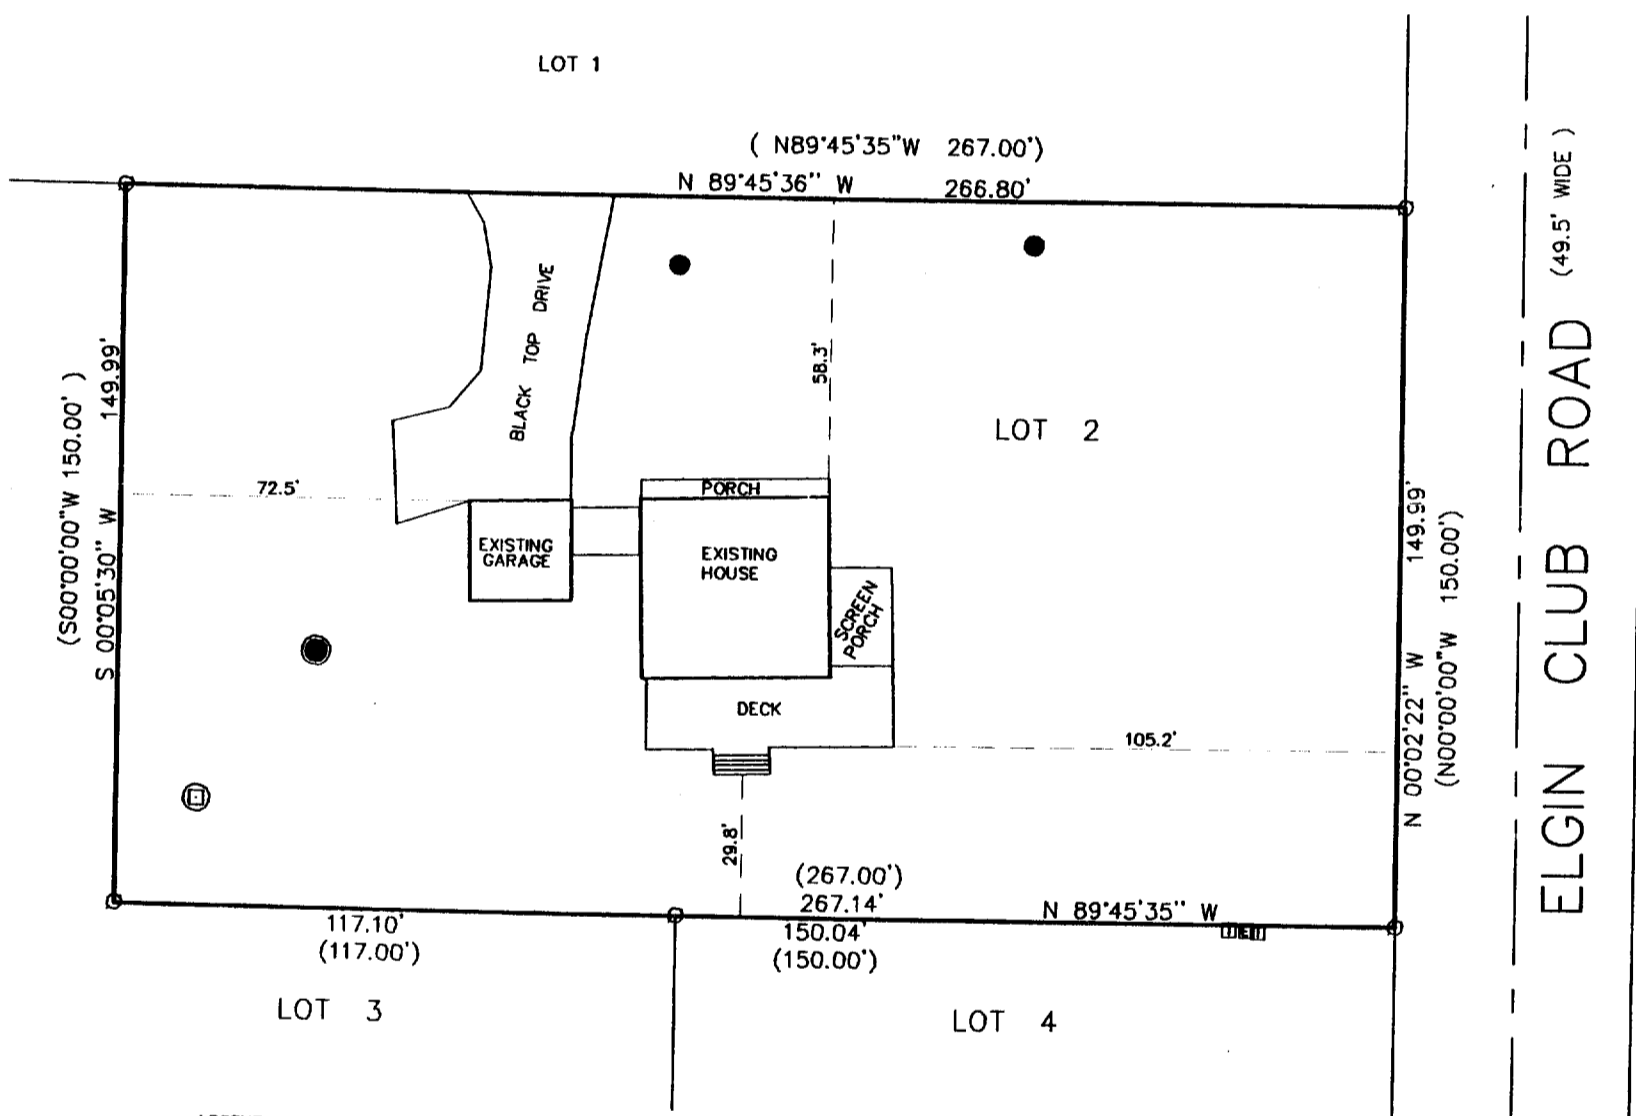 LOT 1
( N89°45'35"W 267.00')
N 89°45'36" W 266.80'
(49.5' WIDE )
ELGIN CLUB ROAD
BLACK TOP DRIVE
58.3'
LOT 2
(S00°00'00"W 150.00' )
S 00°05'30" W 149.99'
72.5'
PORCH
EXISTING
GARAGE
EXISTING
HOUSE
SCREEN
PORCH
DECK
105.2'
N 00°02'22" W 149.99'
(N00°00'00"W 150.00')
29.8'
(267.00')
267.14'
N 89°45'35" W
117.10'
(117.00')
150.04'
(150.00')
LOT 3
LOT 4